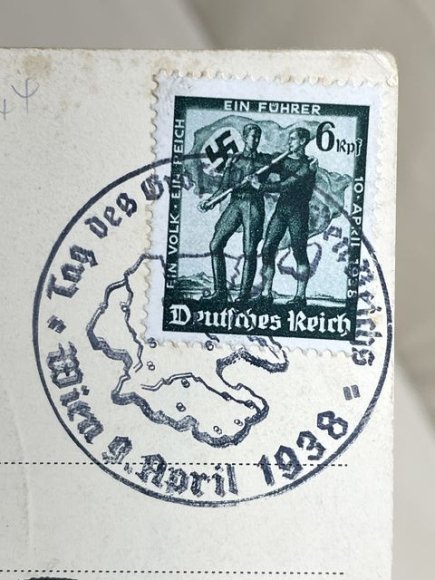 EIN VOLK · EIN REICH
EIN FÜHRER
10·APRIL 1938
6 Rpf
Deutsches Reich
„Tag des Reichs"
Wien 9. April 1938